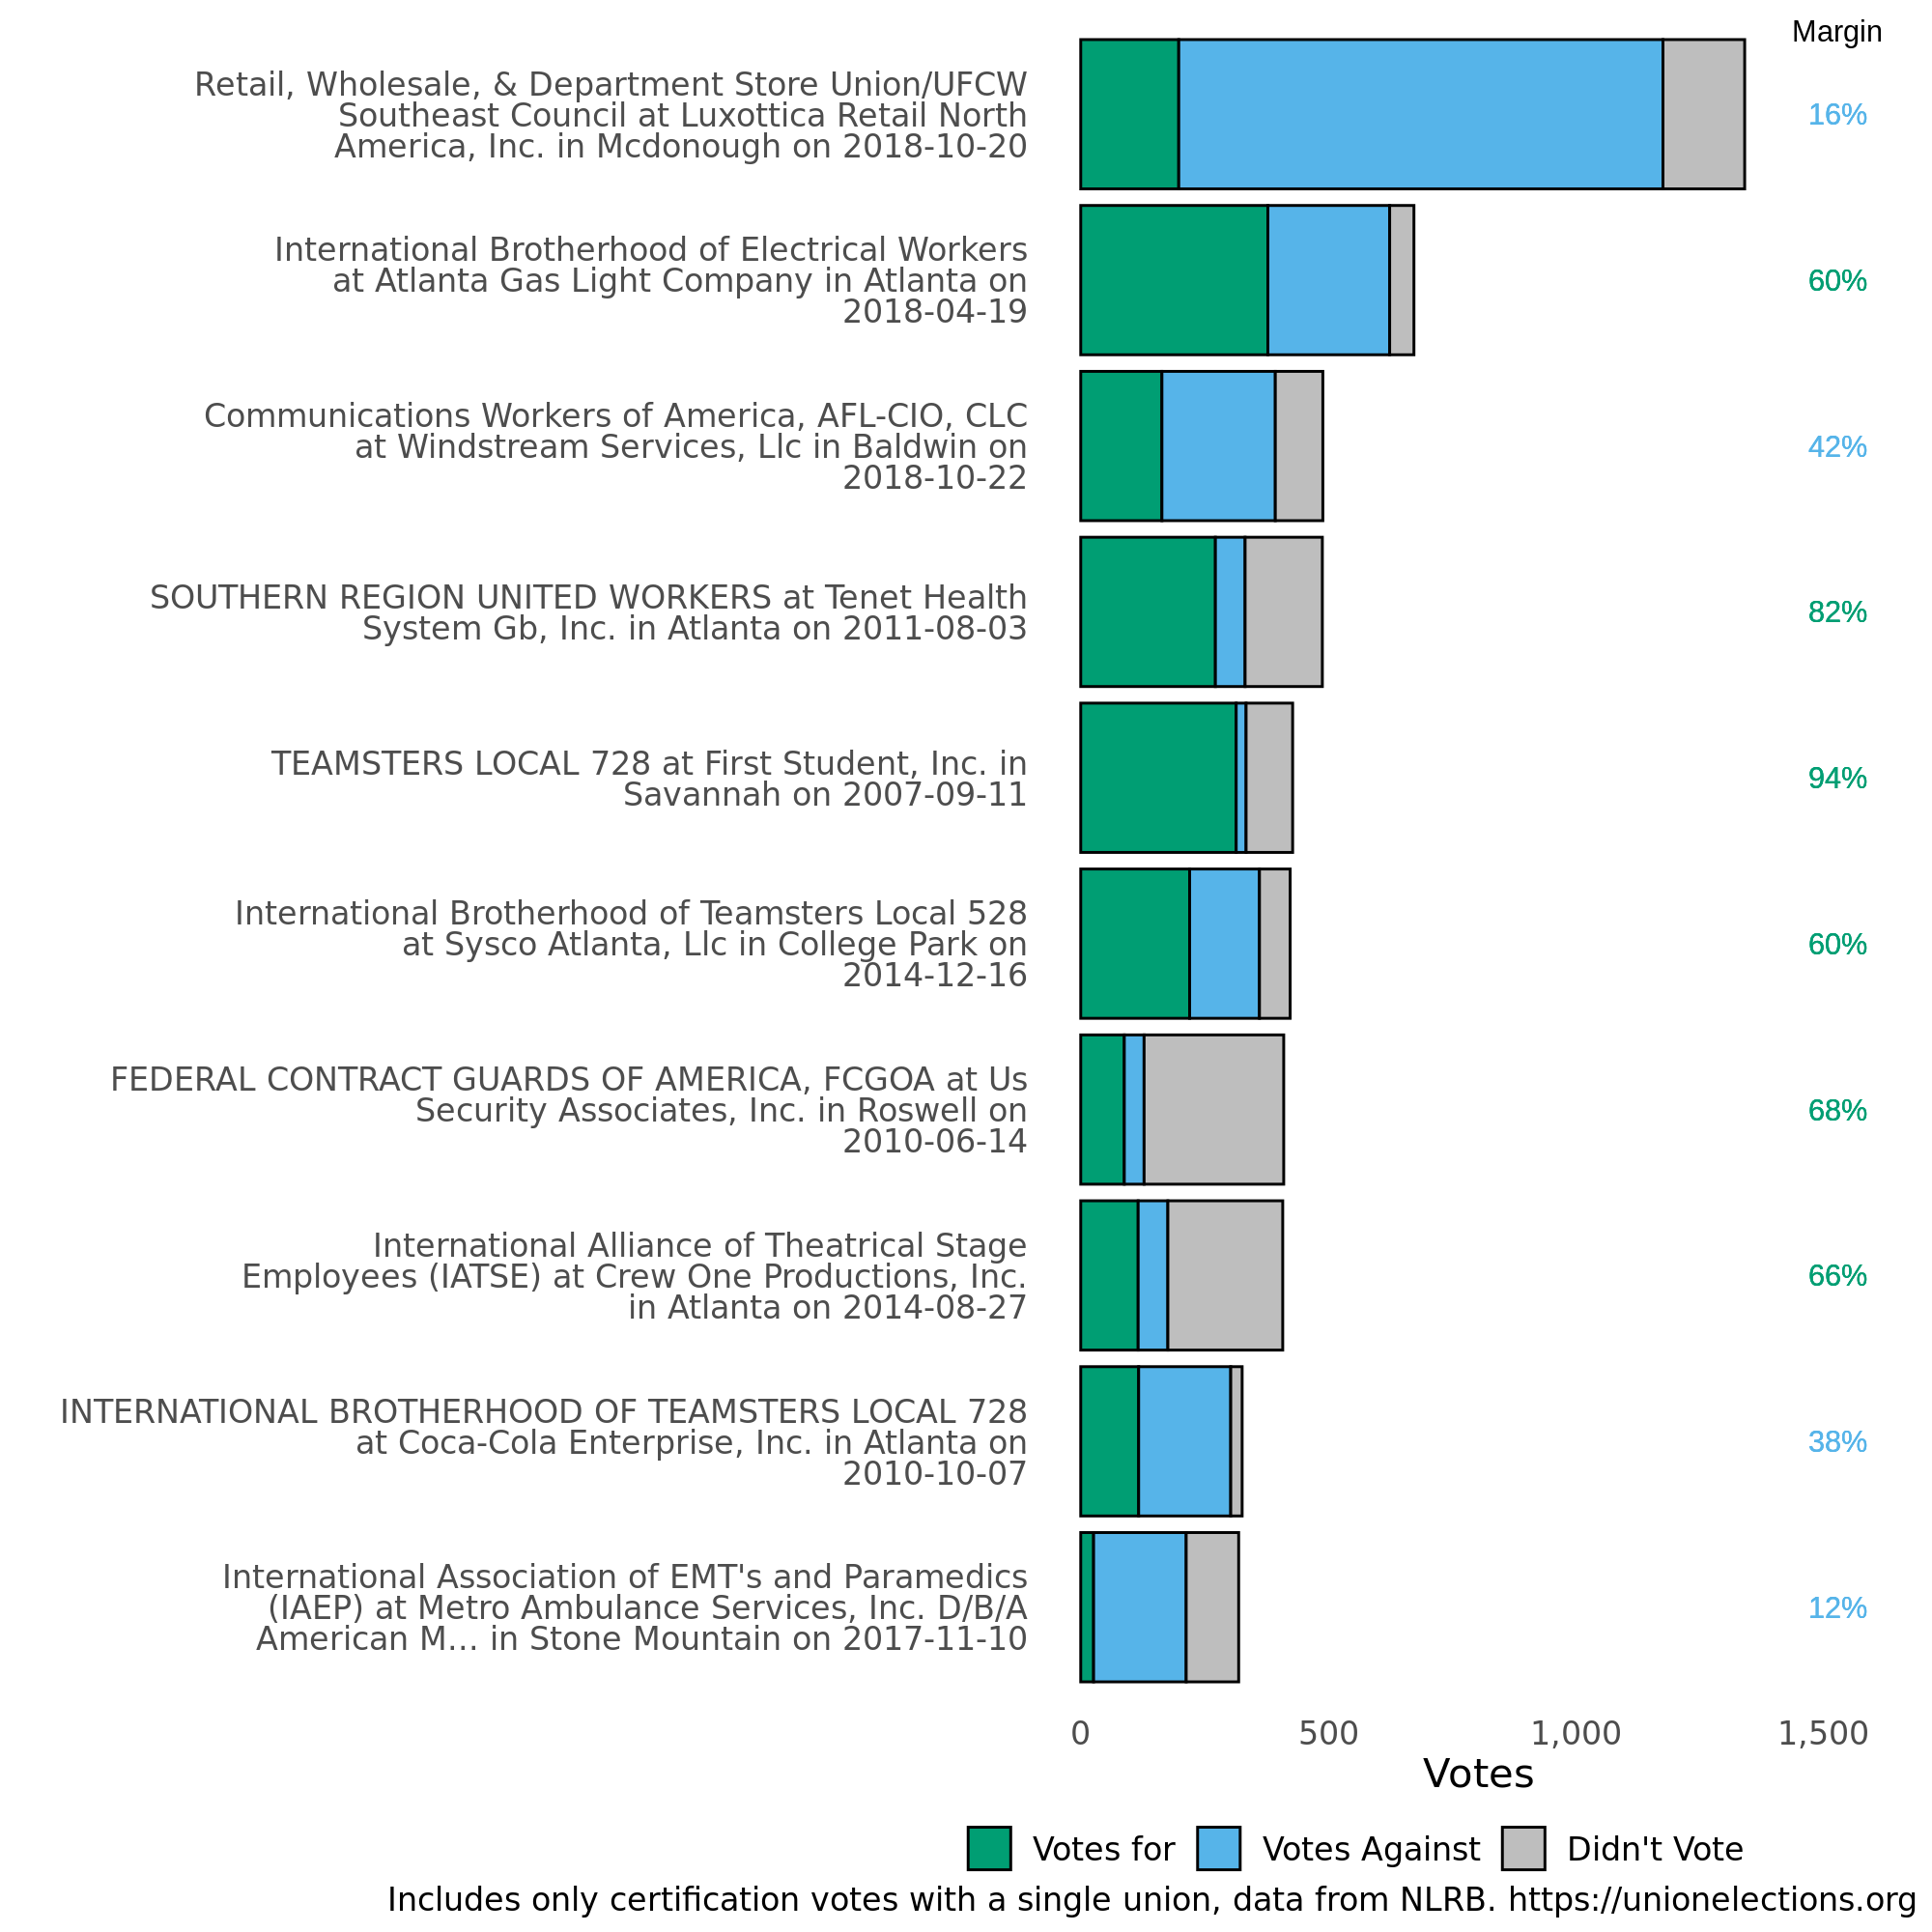 Margin
Retail, Wholesale, & Department Store Union/UFCW
Southeast Council at Luxottica Retail North
America, Inc. in Mcdonough on 2018-10-20
16%
International Brotherhood of Electrical Workers
at Atlanta Gas Light Company in Atlanta on
2018-04-19
60%
Communications Workers of America, AFL-CIO, CLC
at Windstream Services, Llc in Baldwin on
2018-10-22
42%
SOUTHERN REGION UNITED WORKERS at Tenet Health
System Gb, Inc. in Atlanta on 2011-08-03
82%
TEAMSTERS LOCAL 728 at First Student, Inc. in
Savannah on 2007-09-11
94%
International Brotherhood of Teamsters Local 528
at Sysco Atlanta, Llc in College Park on
2014-12-16
60%
FEDERAL CONTRACT GUARDS OF AMERICA, FCGOA at Us
Security Associates, Inc. in Roswell on
2010-06-14
68%
International Alliance of Theatrical Stage
Employees (IATSE) at Crew One Productions, Inc.
in Atlanta on 2014-08-27
66%
INTERNATIONAL BROTHERHOOD OF TEAMSTERS LOCAL 728
at Coca-Cola Enterprise, Inc. in Atlanta on
2010-10-07
38%
International Association of EMT's and Paramedics
(IAEP) at Metro Ambulance Services, Inc. D/B/A
American M... in Stone Mountain on 2017-11-10
12%
0 500 1,000 1,500
Votes
Votes for Votes Against Didn't Vote
Includes only certification votes with a single union, data from NLRB. https://unionelections.org